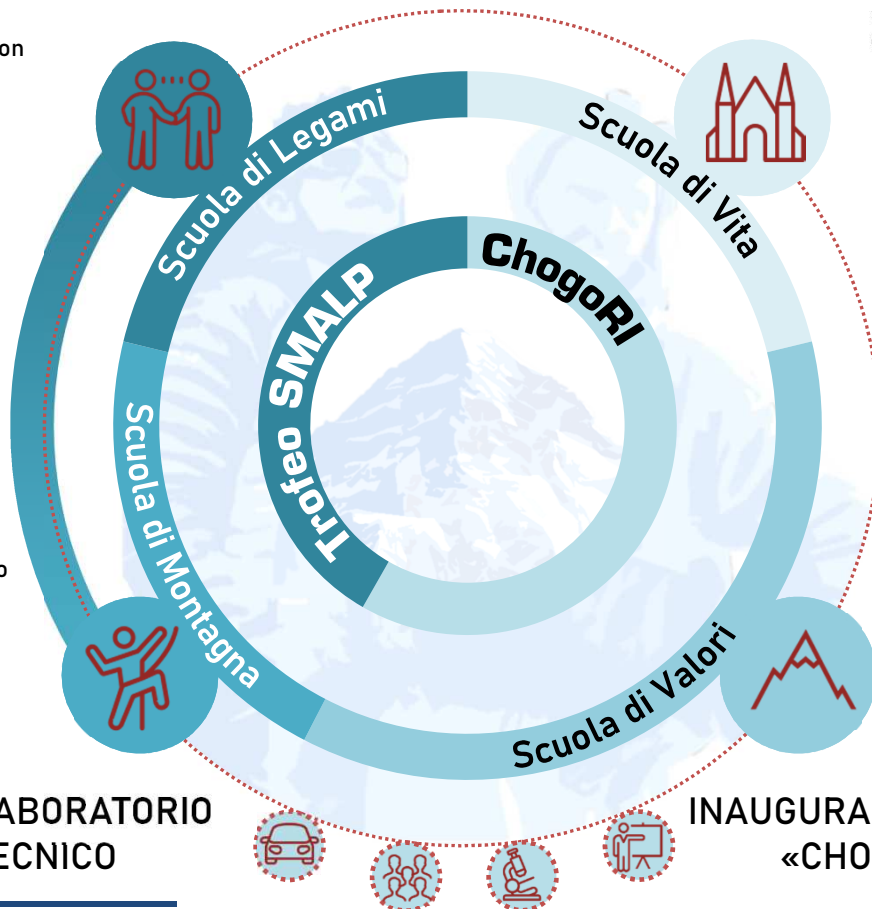 on
Scuola di Legami
Scuola di Vita
ChogoRI
Trofeo SMALP
Scuola di Montagna
o
Scuola di Valori
ABORATORIO
ECNICO
INAUGURA
«CHO